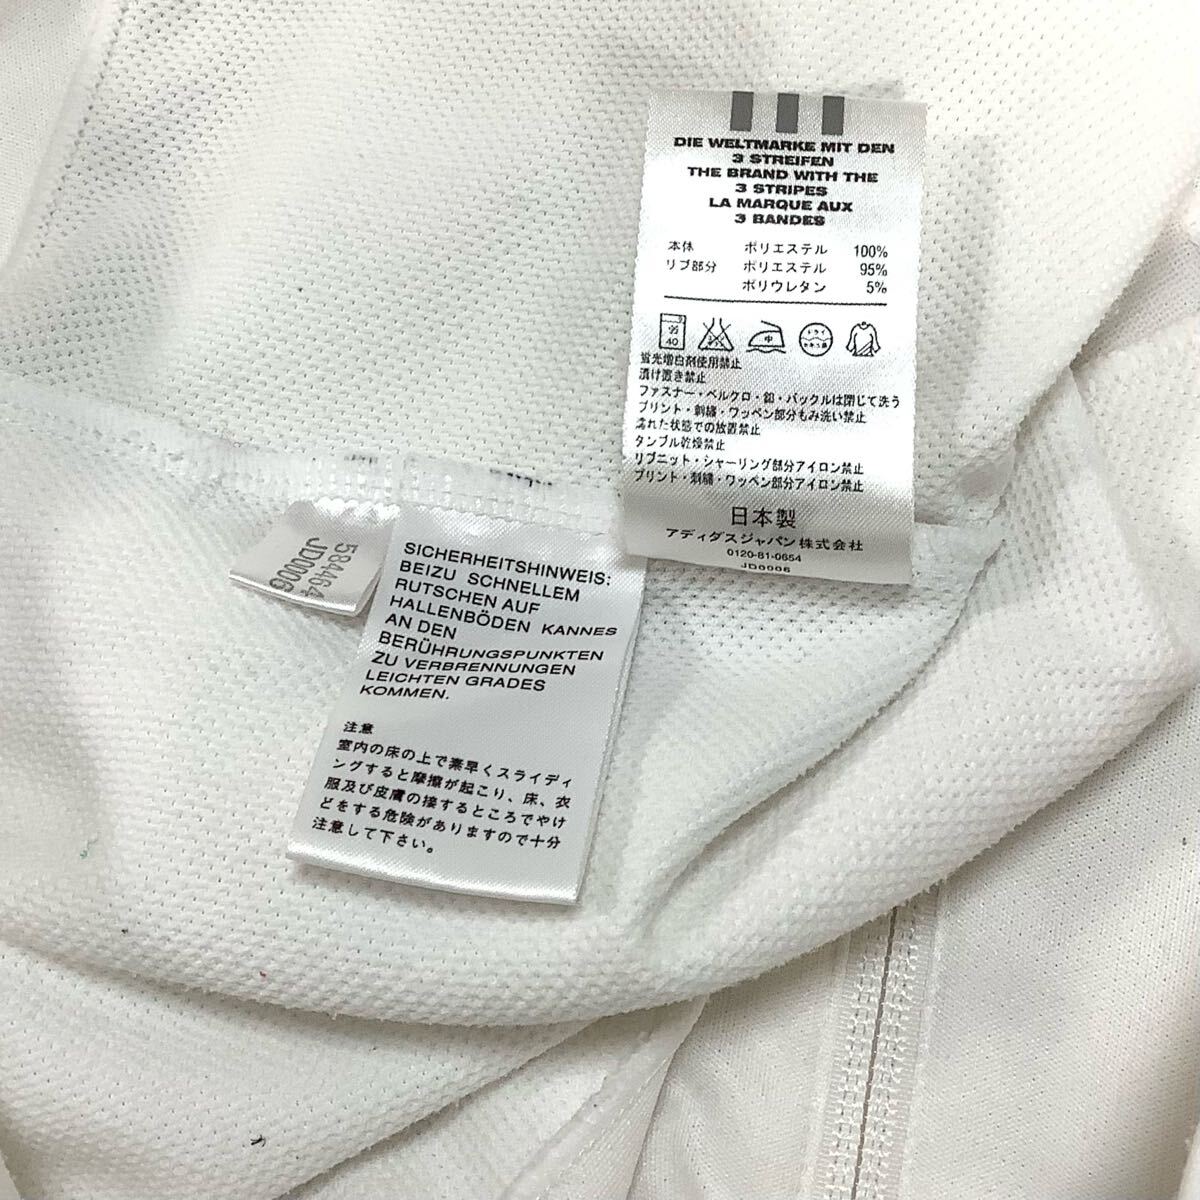 DIE WELTMARKE MIT DEN
3 STREIFEN
THE BRAND WITH THE
3 STRIPES
LA MARQUE AUX
3 BANDES
本体 ポリエステル 100%
リブ部分 ポリエステル 95%
ポリウレタン 5%
40 中 ドライ
蛍光増白剤使用禁止
漬け置き禁止
ファスナー・ベルクロ・釦・バックルは閉じて洗う
プリント・刺繍・ワッペン部分もみ洗い禁止
濡れた状態での放置禁止
タンブル乾燥禁止
リブニット・シャーリング部分アイロン禁止
プリント・刺繍・ワッペン部分アイロン禁止
日本製
アディダスジャパン株式会社
0120-81-0654
JD0006
584464
JD0006
SICHERHEITSHINWEIS:
BEIZU SCHNELLEM
RUTSCHEN AUF
HALLENBÖDEN KANNES
AN DEN
BERÜHRUNGSPUNKTEN
ZU VERBRENNUNGEN
LEICHTEN GRADES
KOMMEN.
注意
室内の床の上で素早くスライディ
ングすると摩擦が起こり、床、衣
服及び皮膚の接するところでやけ
どをする危険がありますので十分
注意して下さい。